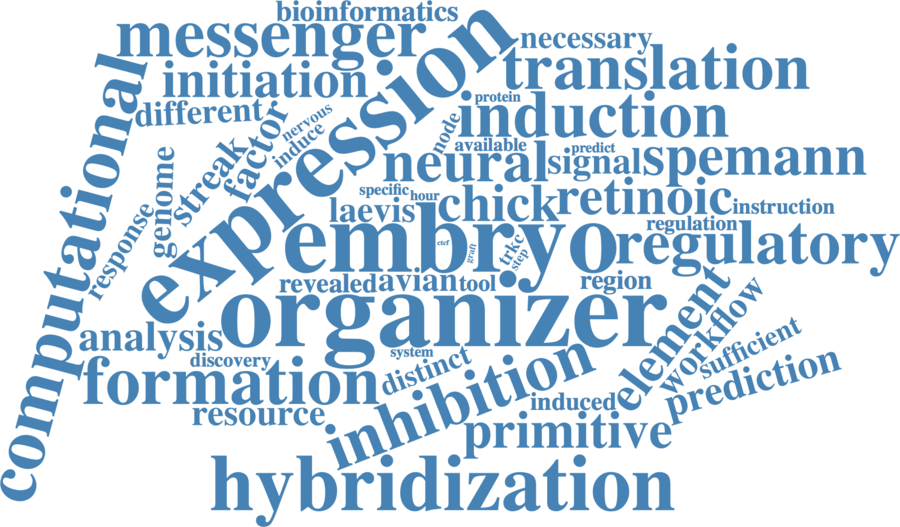 bioinformatics
messenger
necessary
expression
translation
initiation
computational
different
protein
induction
nervous
factor
induce
node
available
predict
neural
signal
spemann
streak
genome
specific
hour
retinoic
laevis
chick
instruction
response
regulation
embryo
ctcf
graft
trkc
step
regulatory
revealed
avian
tool
region
organizer
element
workflow
analysis
discovery
system
sufficient
formation
distinct
inhibition
prediction
resource
induced
primitive
hybridization